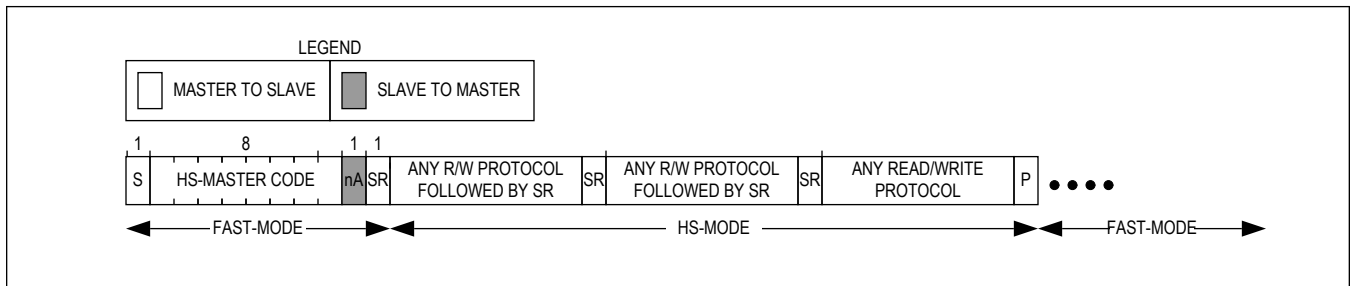 LEGEND
MASTER TO SLAVE SLAVE TO MASTER
1 8 1 1
S HS-MASTER CODE nA SR ANY R/W PROTOCOL FOLLOWED BY SR SR ANY R/W PROTOCOL FOLLOWED BY SR SR ANY READ/WRITE PROTOCOL P
FAST-MODE HS-MODE FAST-MODE